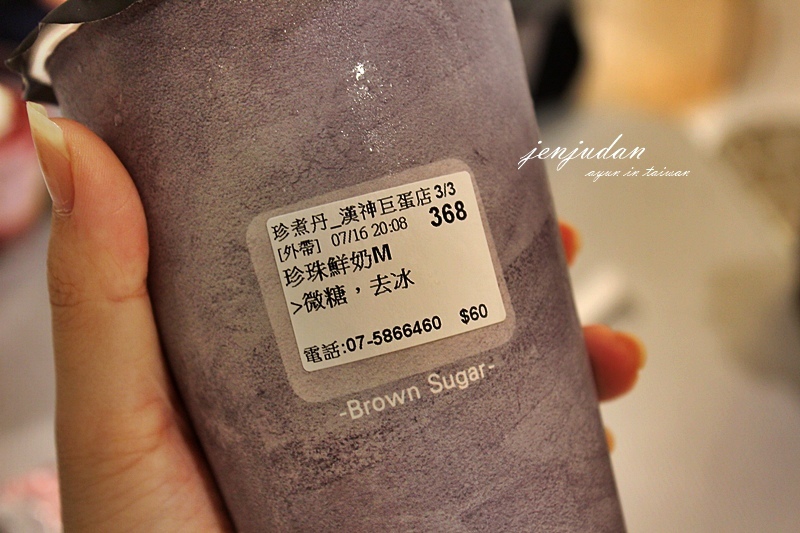 珍煮丹_漢神巨蛋店 3/3
[外帶] 07/16 20:08 368
珍珠鮮奶M
>微糖，去冰
電話:07-5866460 $60
-Brown Sugar-
jenjudan
ayun in taiwan